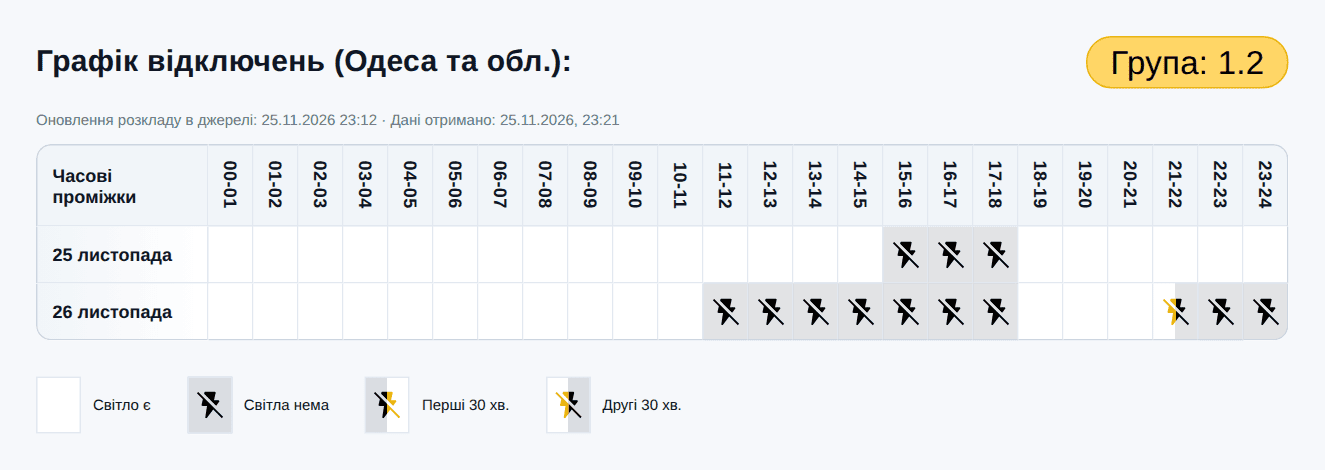 Графік відключень (Одеса та обл.):
Група: 1.2
Оновлення розкладу в джерелі: 25.11.2026 23:12 · Дані отримано: 25.11.2026, 23:21
Часові
проміжки
00-01
01-02
02-03
03-04
04-05
05-06
06-07
07-08
08-09
09-10
10-11
11-12
12-13
13-14
14-15
15-16
16-17
17-18
18-19
19-20
20-21
21-22
22-23
23-24
25 листопада
26 листопада
Світло є
Світла нема
Перші 30 хв.
Другі 30 хв.